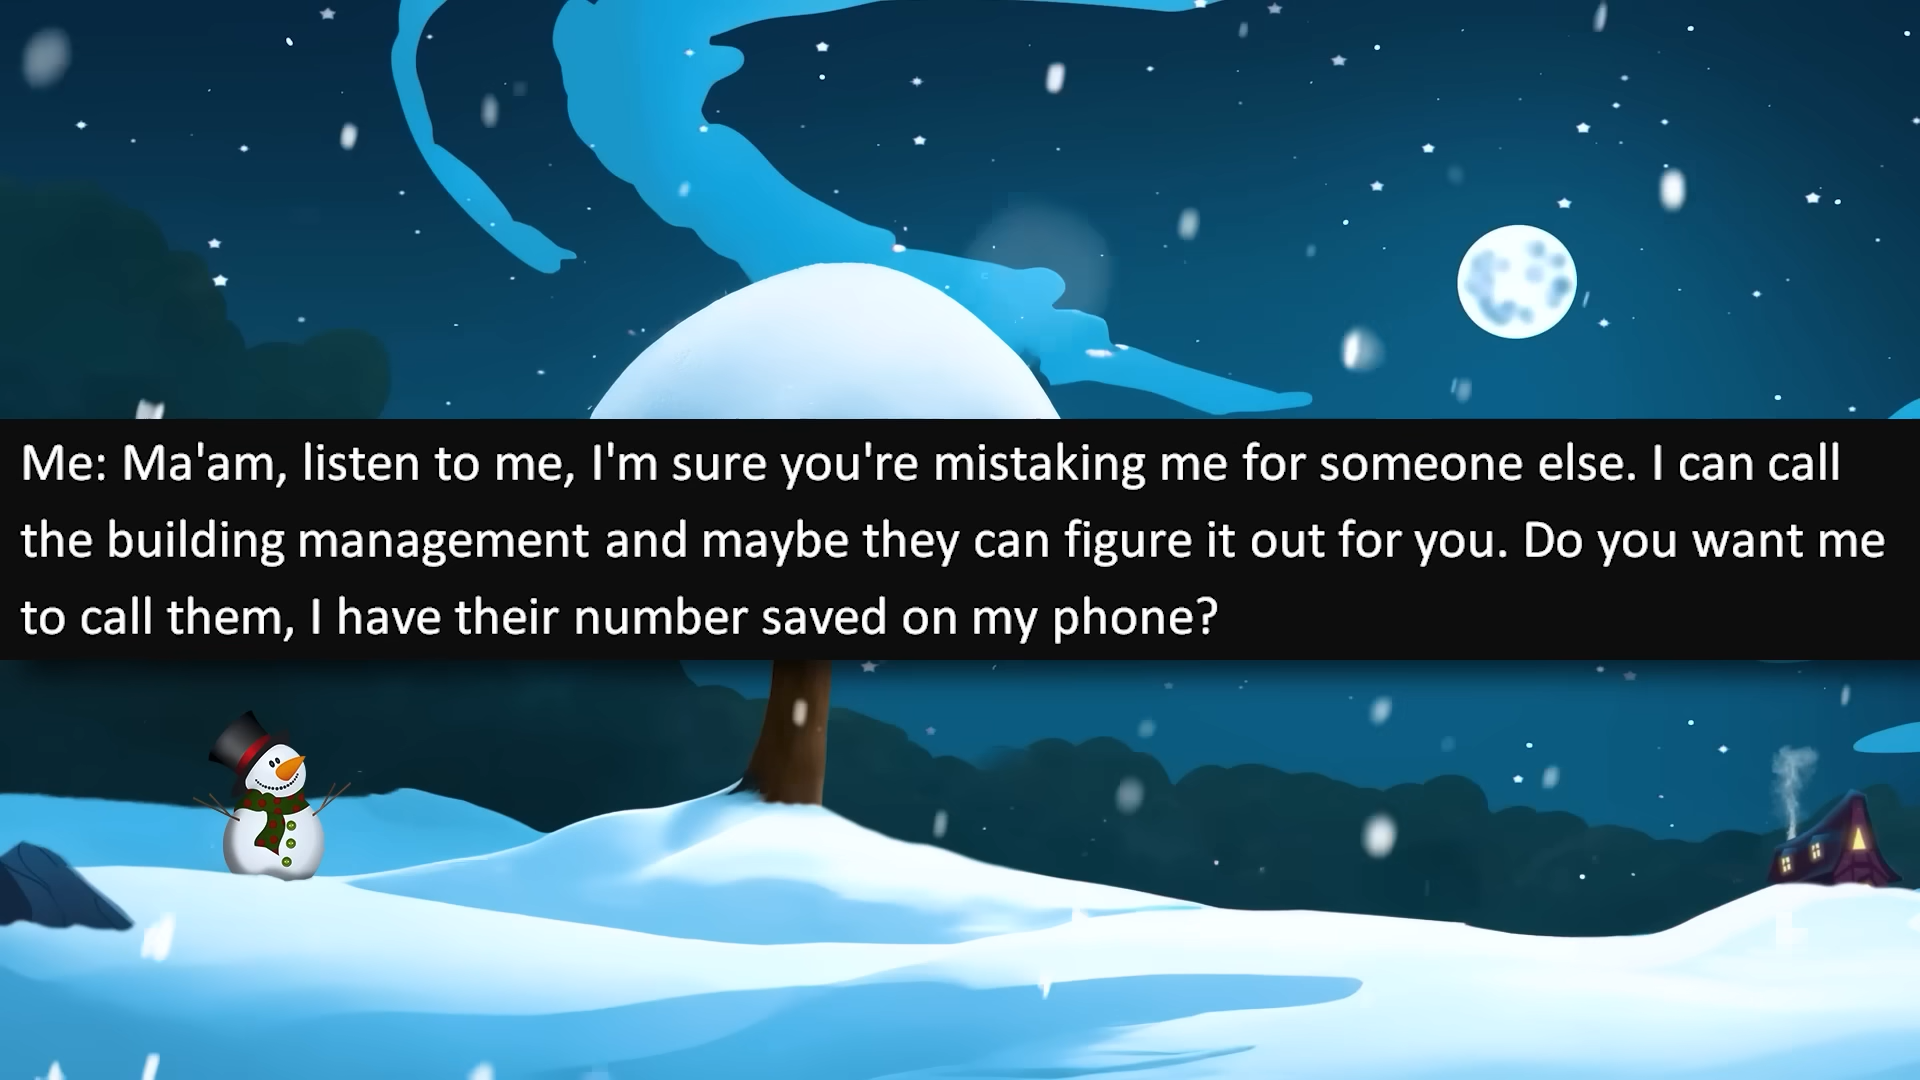 Me: Ma'am, listen to me, I'm sure you're mistaking me for someone else. I can call
the building management and maybe they can figure it out for you. Do you want me
to call them, I have their number saved on my phone?